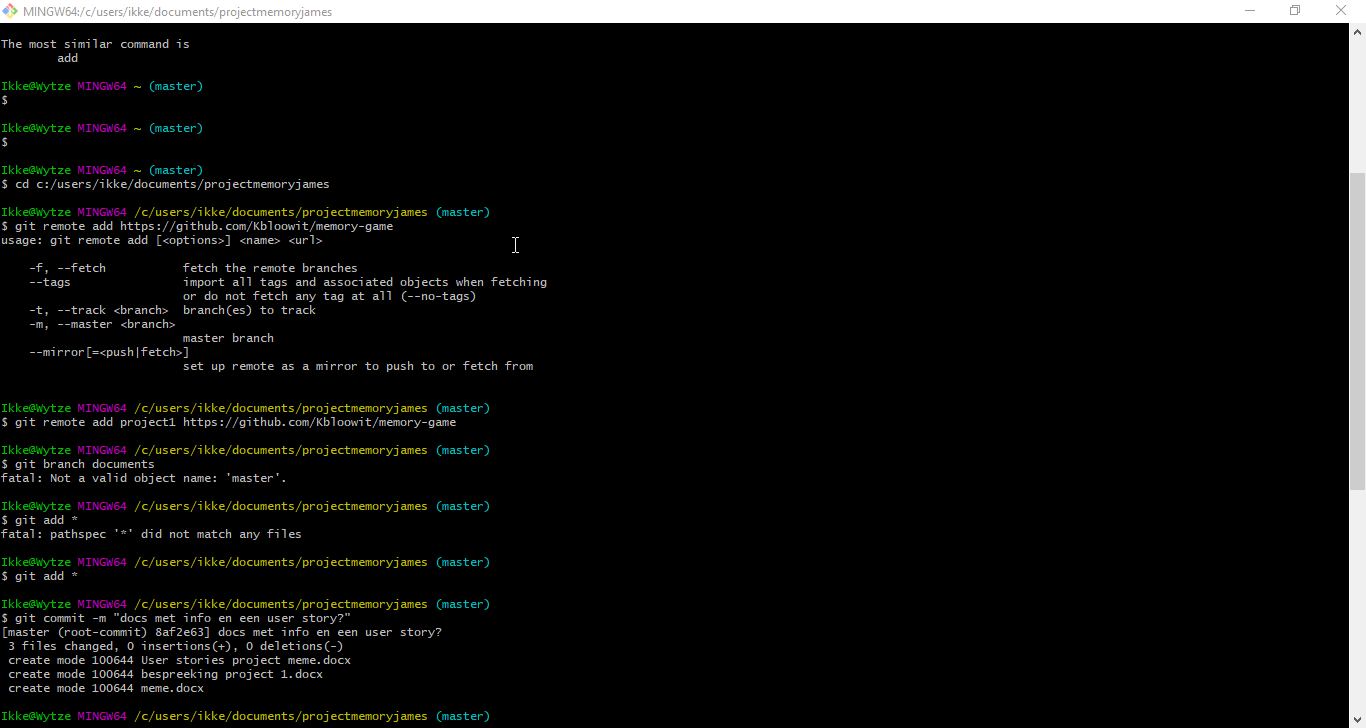 MINGW64:/c/users/ikke/documents/projectmemoryjames
The most similar command is
add
Ikke@Wytze MINGW64 ~ (master)
$
Ikke@Wytze MINGW64 ~ (master)
$
Ikke@Wytze MINGW64 ~ (master)
$ cd c:/users/ikke/documents/projectmemoryjames
Ikke@Wytze MINGW64 /c/users/ikke/documents/projectmemoryjames (master)
$ git remote add https://github.com/Kbloowit/memory-game
usage: git remote add [<options>] <name> <url>
-f, --fetch fetch the remote branches
--tags import all tags and associated objects when fetching
or do not fetch any tag at all (--no-tags)
-t, --track <branch> branch(es) to track
-m, --master <branch>
master branch
--mirror[=<push|fetch>]
set up remote as a mirror to push to or fetch from
Ikke@Wytze MINGW64 /c/users/ikke/documents/projectmemoryjames (master)
$ git remote add project1 https://github.com/Kbloowit/memory-game
Ikke@Wytze MINGW64 /c/users/ikke/documents/projectmemoryjames (master)
$ git branch documents
fatal: Not a valid object name: 'master'.
Ikke@Wytze MINGW64 /c/users/ikke/documents/projectmemoryjames (master)
$ git add *
fatal: pathspec '*' did not match any files
Ikke@Wytze MINGW64 /c/users/ikke/documents/projectmemoryjames (master)
$ git add *
Ikke@Wytze MINGW64 /c/users/ikke/documents/projectmemoryjames (master)
$ git commit -m "docs met info en een user story?"
[master (root-commit) 8af2e63] docs met info en een user story?
3 files changed, 0 insertions(+), 0 deletions(-)
create mode 100644 User stories project meme.docx
create mode 100644 bespreeking project 1.docx
create mode 100644 meme.docx
Ikke@Wytze MINGW64 /c/users/ikke/documents/projectmemoryjames (master)